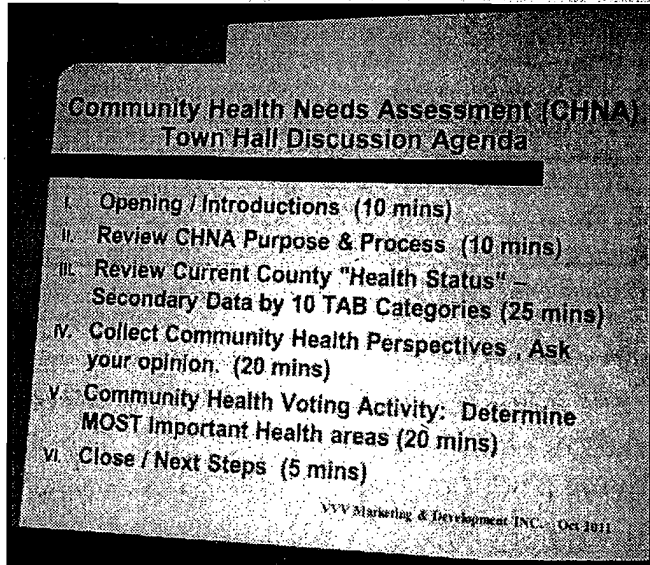 Community Health Needs Assessment (CHNA)
Town Hall Discussion Agenda
I. Opening / Introductions (10 mins)
II. Review CHNA Purpose & Process (10 mins)
III. Review Current County "Health Status" –
Secondary Data by 10 TAB Categories (25 mins)
IV. Collect Community Health Perspectives , Ask
your opinion. (20 mins)
V. Community Health Voting Activity: Determine
MOST Important Health areas (20 mins)
VI. Close / Next Steps (5 mins)
VVV Marketing & Development INC. Oct 2011